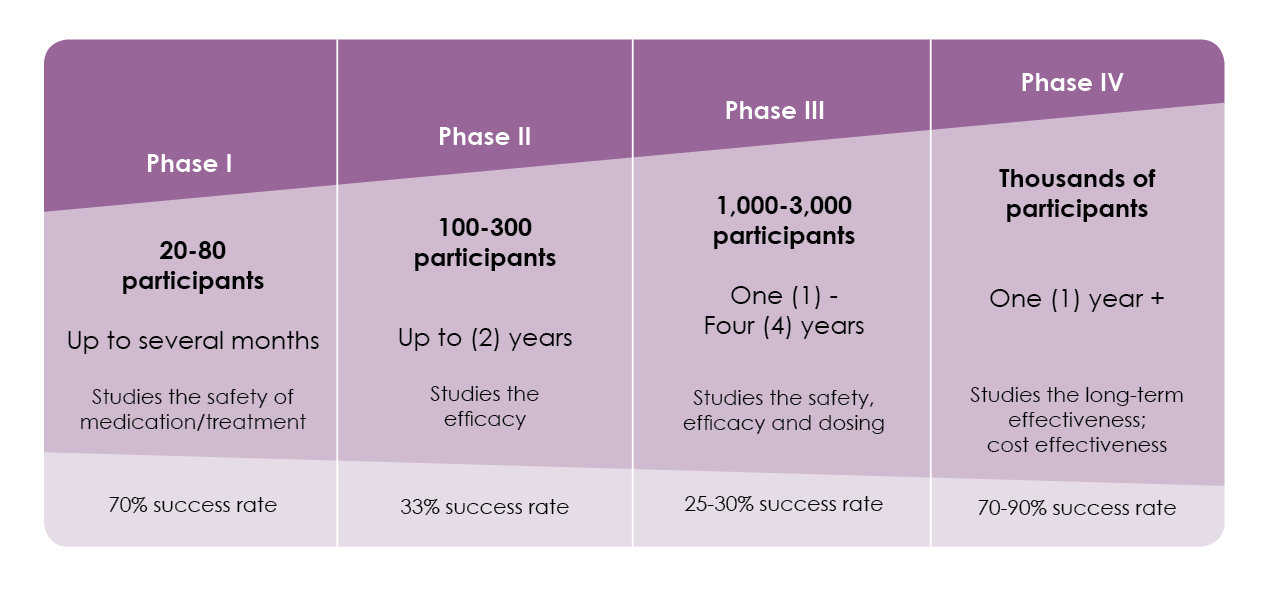 Phase I
20-80
participants
Up to several months
Studies the safety of
medication/treatment
70% success rate
Phase II
100-300
participants
Up to (2) years
Studies the
efficacy
33% success rate
Phase III
1,000-3,000
participants
One (1) -
Four (4) years
Studies the safety,
efficacy and dosing
25-30% success rate
Phase IV
Thousands of
participants
One (1) year +
Studies the long-term
effectiveness;
cost effectiveness
70-90% success rate